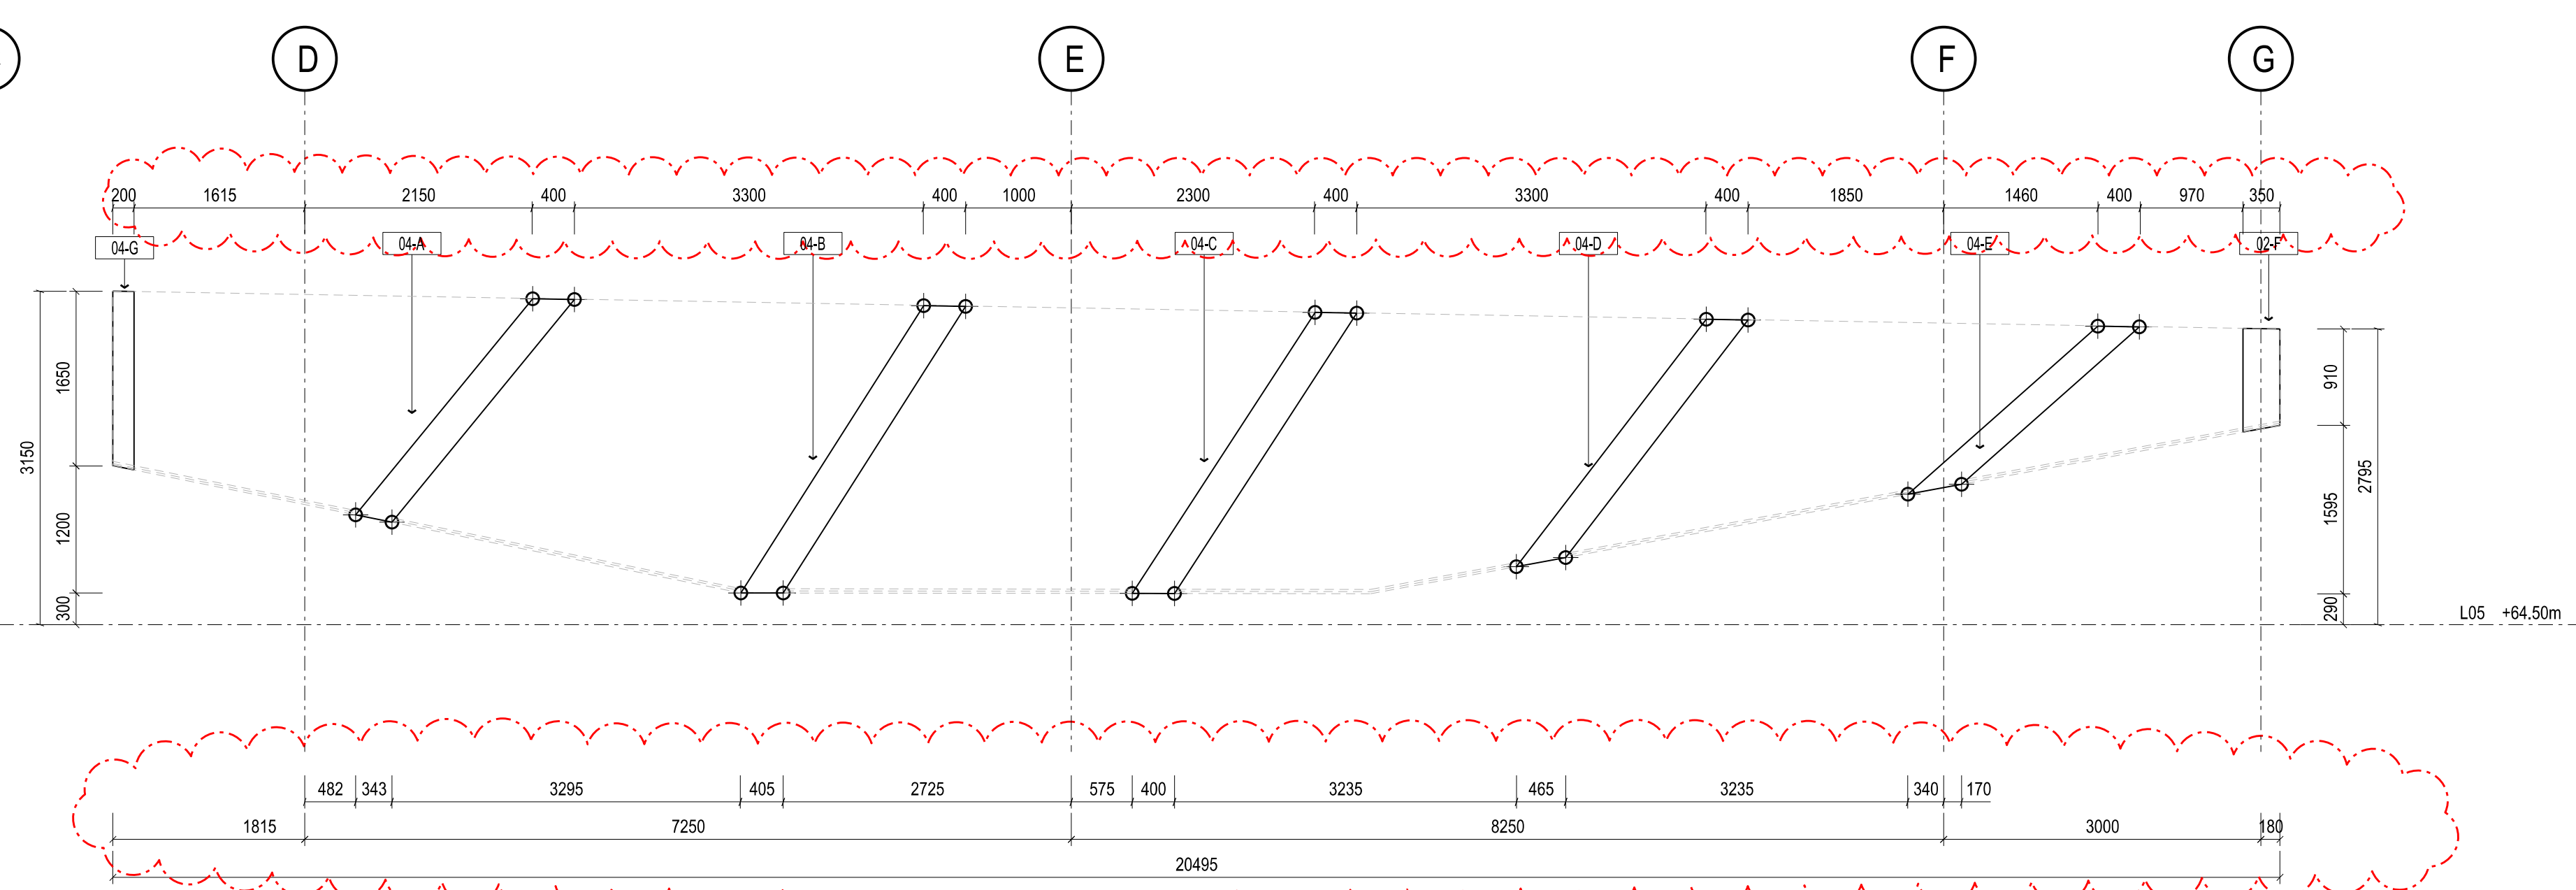 D E F G
200 1615 2150 400 3300 400 1000 2300 400 3300 400 1850 1460 400 970 350
04-G 04-A 04-B 04-C 04-D 04-E 02-F
3150 1650 1200 300
910 1595 290 2795
L05 +64.50m
482 343 3295 405 2725 575 400 3235 465 3235 340 170
1815 7250 8250 3000 180
20495